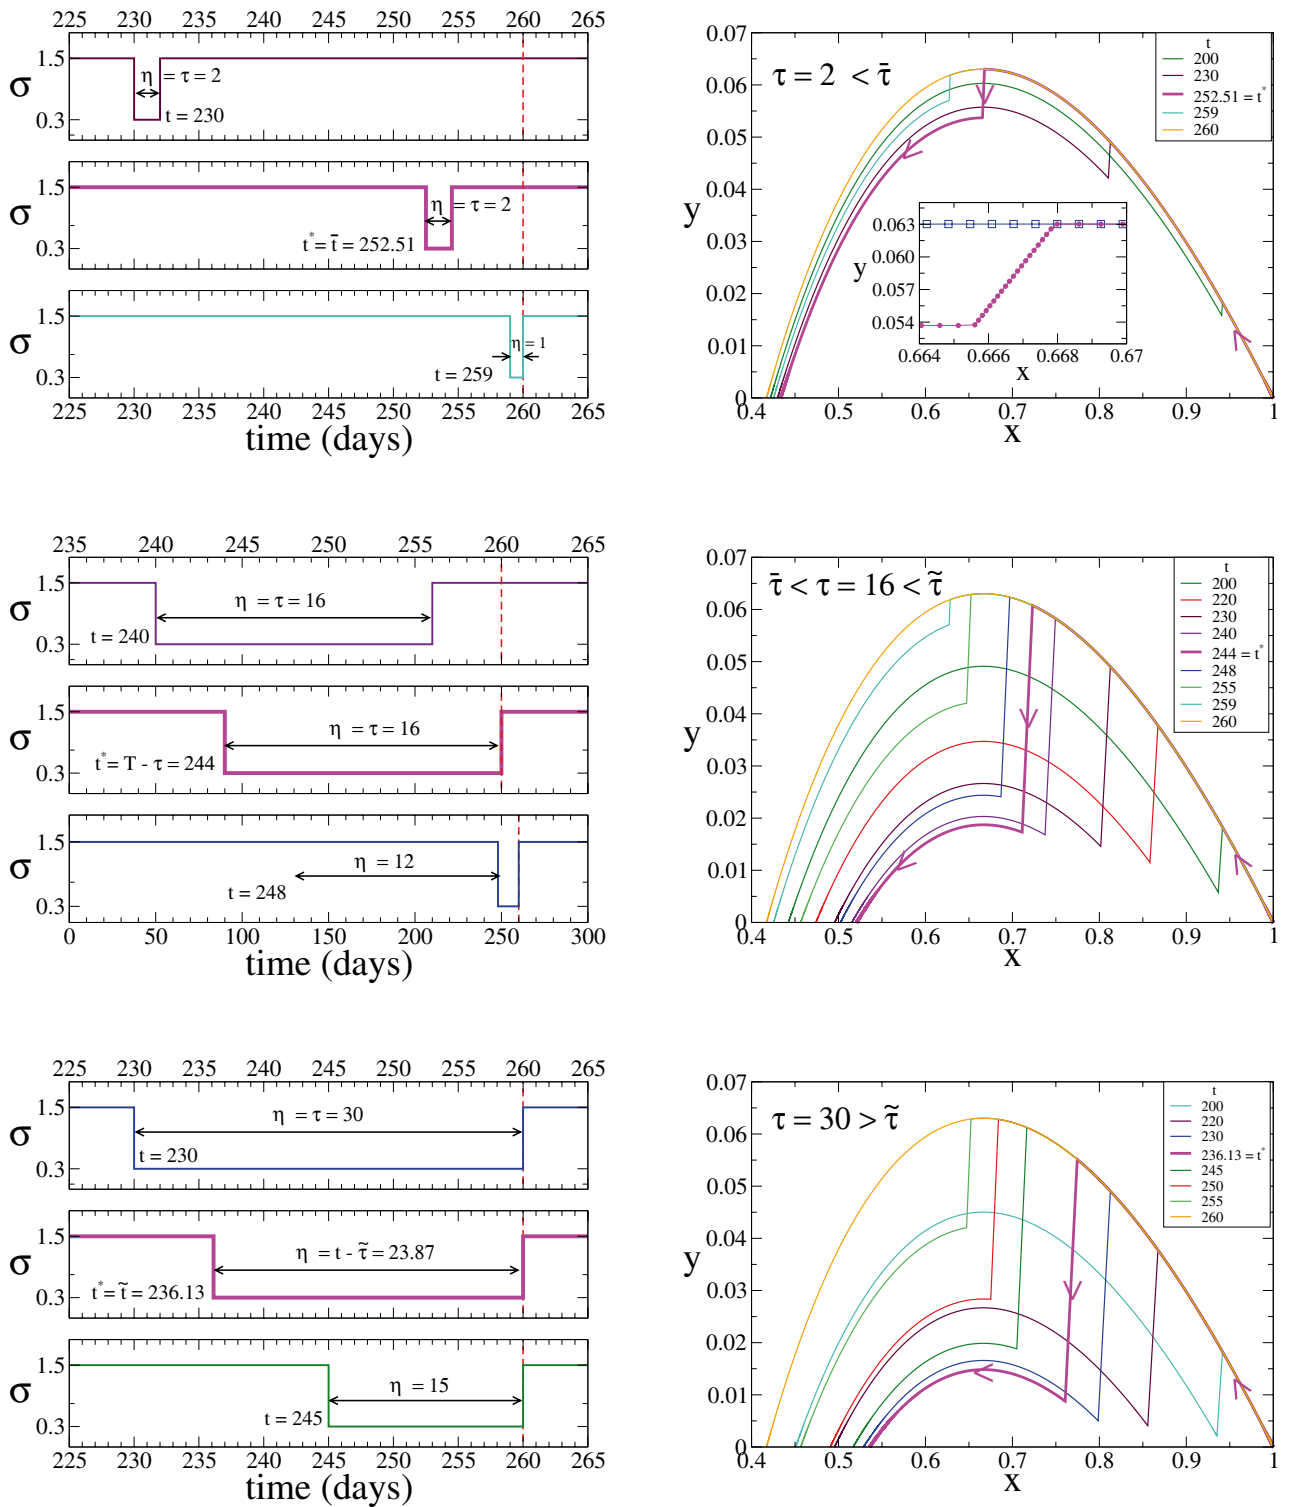 225 230 235 240 245 250 255 260 265
σ 1.5 0.3
η = τ = 2
t = 230
σ 1.5 0.3
η = τ = 2
t* = t̄ = 252.51
σ 1.5 0.3
η = 1
t = 259
225 230 235 240 245 250 255 260 265
time (days)
τ = 2 < τ̄
t
200
230
252.51 = t*
259
260
y
0.07
0.06
0.05
0.04
0.03
0.02
0.01
0
0.4 0.5 0.6 0.7 0.8 0.9 1
x
y
0.063
0.06
0.057
0.054
0.664 0.666 0.668 0.67
x
235 240 245 250 255 260 265
σ 1.5 0.3
η = τ = 16
t = 240
σ 1.5 0.3
η = τ = 16
t* = T - τ = 244
σ 1.5 0.3
η = 12
t = 248
0 50 100 150 200 250 300
time (days)
τ̄ < τ = 16 < τ̃
t
200
220
230
240
244 = t*
248
255
259
260
y
0.07
0.06
0.05
0.04
0.03
0.02
0.01
0
0.4 0.5 0.6 0.7 0.8 0.9 1
x
225 230 235 240 245 250 255 260 265
σ 1.5 0.3
η = τ = 30
t = 230
σ 1.5 0.3
η = t - τ̃ = 23.87
t* = t̃ = 236.13
σ 1.5 0.3
η = 15
t = 245
225 230 235 240 245 250 255 260 265
time (days)
τ = 30 > τ̃
t
200
220
230
236.13 = t*
245
250
255
260
y
0.07
0.06
0.05
0.04
0.03
0.02
0.01
0
0.4 0.5 0.6 0.7 0.8 0.9 1
x